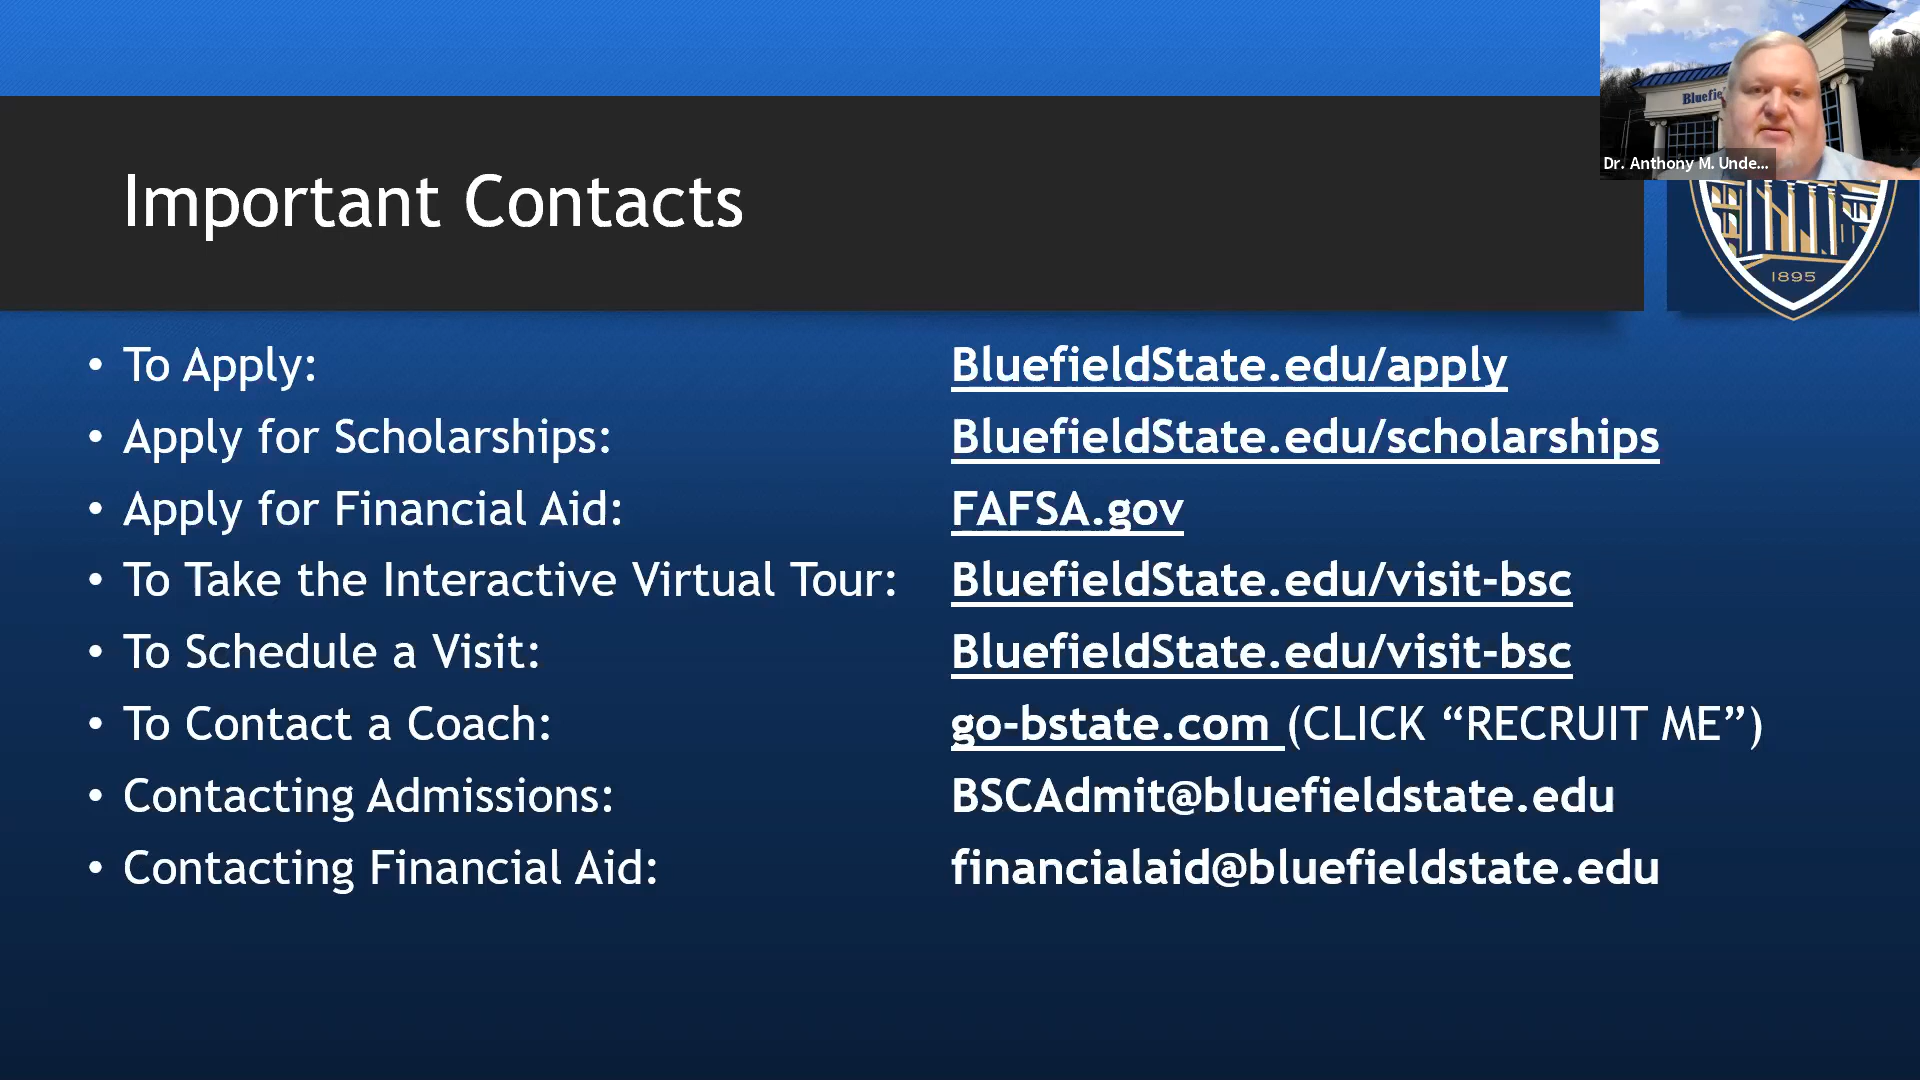 Bluefie
Dr. Anthony M. Unde...
Important Contacts
1895
• To Apply: BluefieldState.edu/apply
• Apply for Scholarships: BluefieldState.edu/scholarships
• Apply for Financial Aid: FAFSA.gov
• To Take the Interactive Virtual Tour: BluefieldState.edu/visit-bsc
• To Schedule a Visit: BluefieldState.edu/visit-bsc
• To Contact a Coach: go-bstate.com (CLICK “RECRUIT ME”)
• Contacting Admissions: BSCAdmit@bluefieldstate.edu
• Contacting Financial Aid: financialaid@bluefieldstate.edu